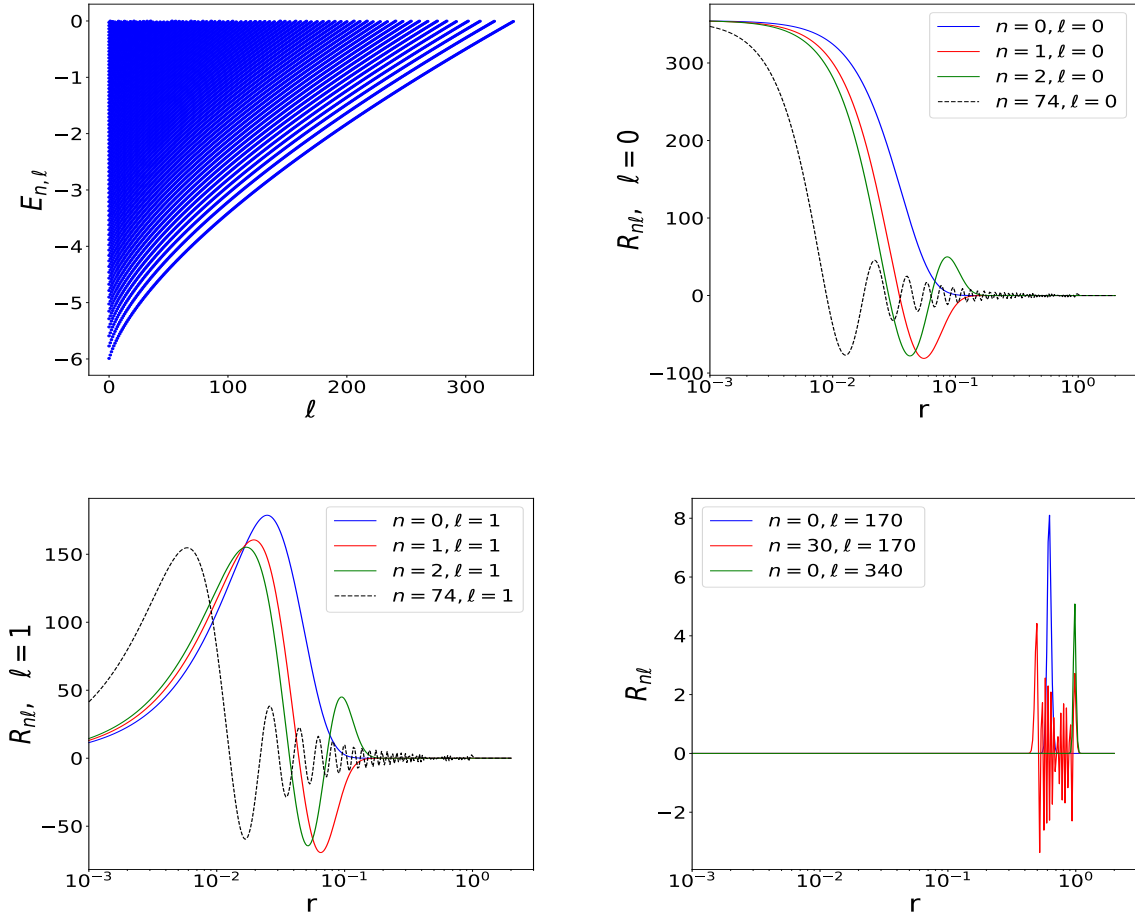 0
−1
−2
−3
−4
−5
−6
0
100
200
300
E_{n,ℓ}
ℓ
300
200
100
0
−100
10^{−3}
10^{−2}
10^{−1}
10^{0}
R_{nℓ},  ℓ = 0
r
n = 0, ℓ = 0
n = 1, ℓ = 0
n = 2, ℓ = 0
n = 74, ℓ = 0
150
100
50
0
−50
10^{−3}
10^{−2}
10^{−1}
10^{0}
R_{nℓ},  ℓ = 1
r
n = 0, ℓ = 1
n = 1, ℓ = 1
n = 2, ℓ = 1
n = 74, ℓ = 1
8
6
4
2
0
−2
10^{−3}
10^{−2}
10^{−1}
10^{0}
R_{nℓ}
r
n = 0, ℓ = 170
n = 30, ℓ = 170
n = 0, ℓ = 340